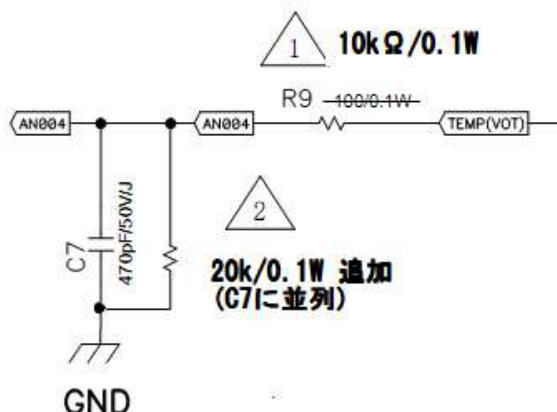 1
10kΩ/0.1W
R9
100/0.1W
AN004
AN004
TEMP(VOT)
C7
470pF/50V/J
2
20k/0.1W 追加
(C7に並列)
GND